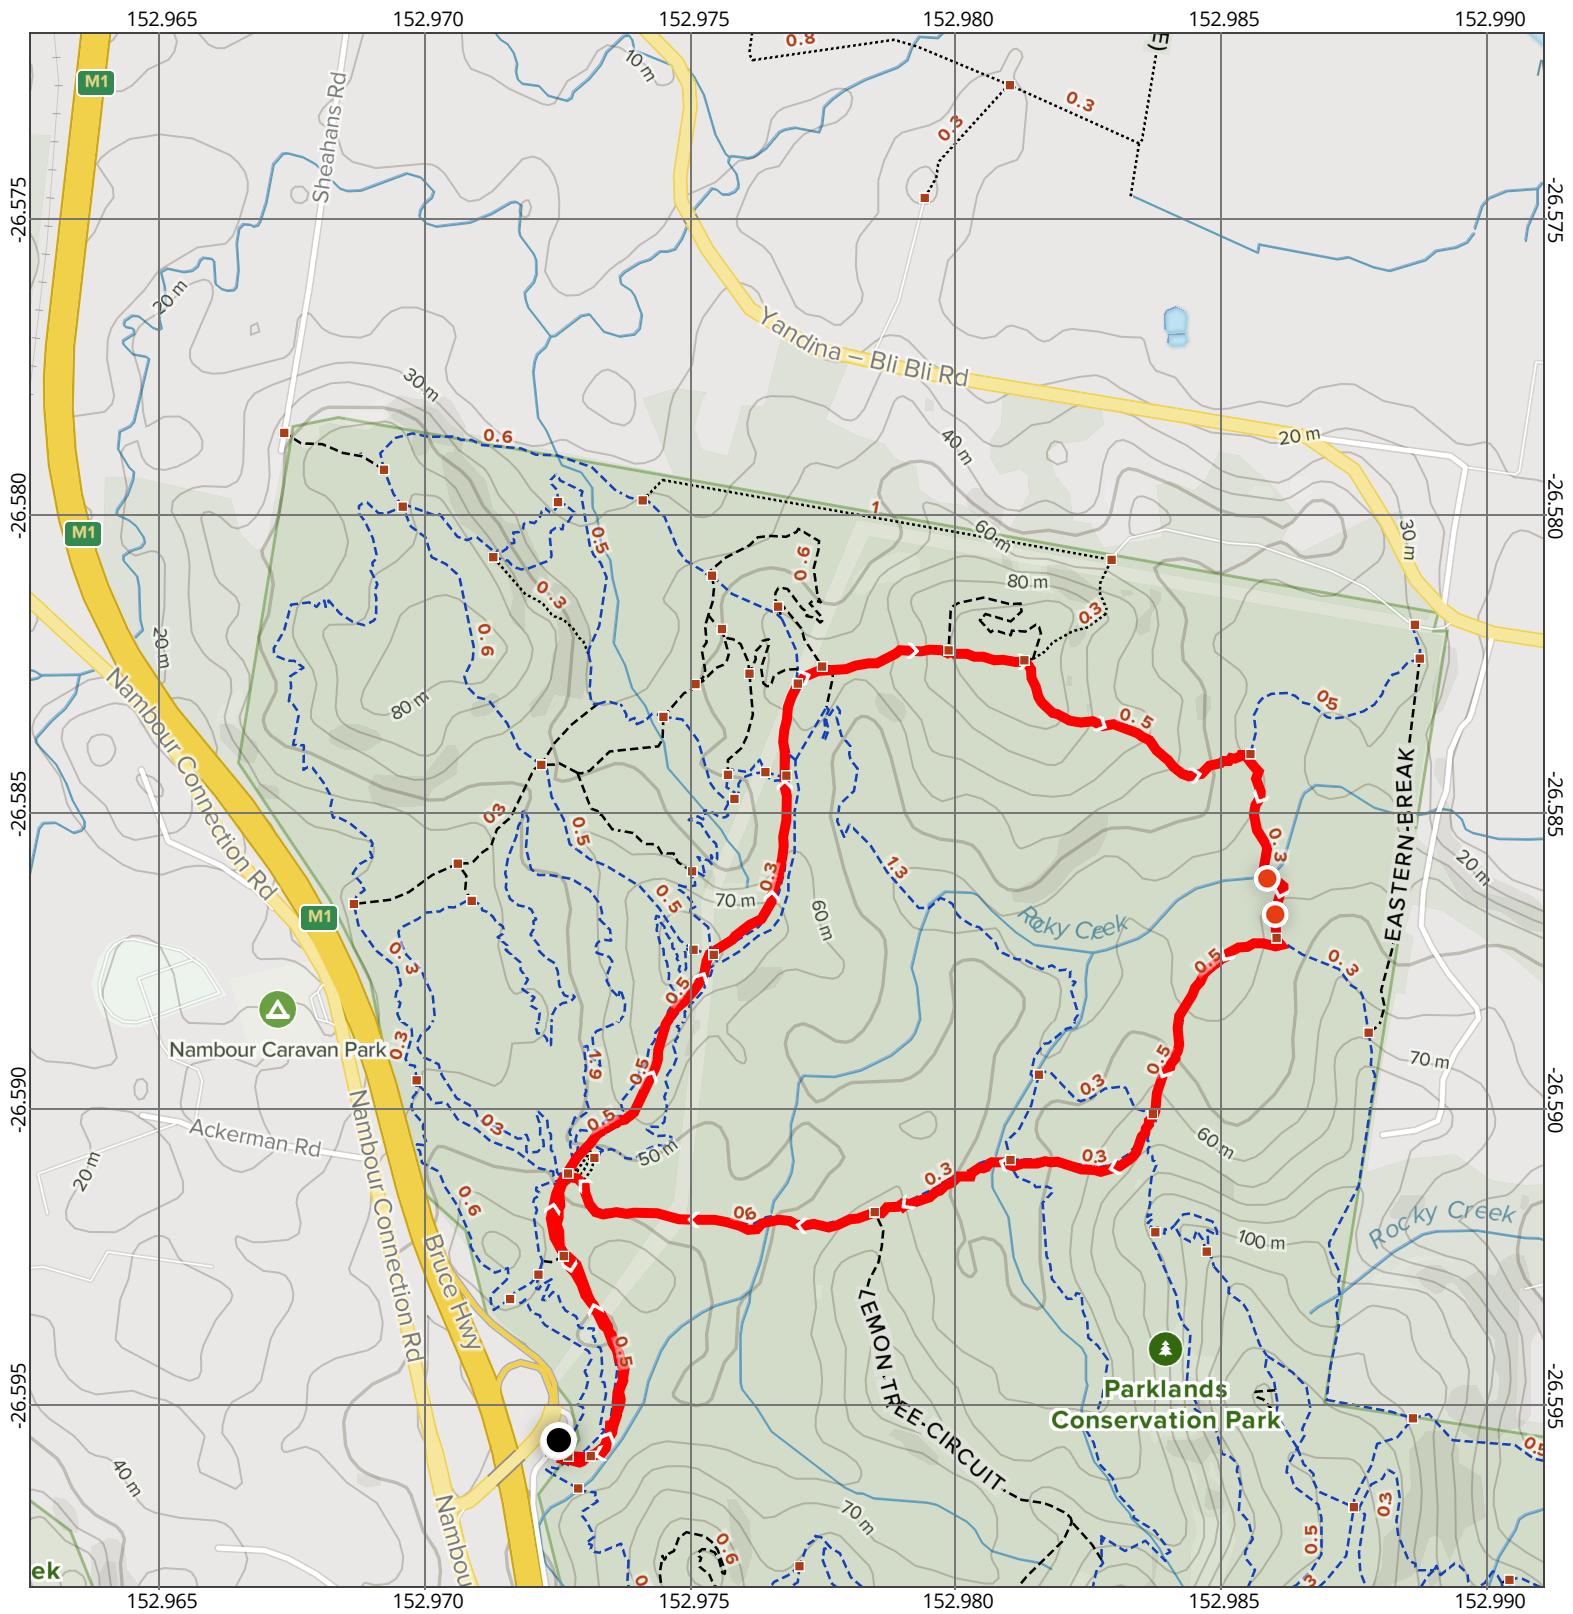 152.965 152.970 152.975 152.980 152.985 152.990
0.8
10 m
M1
Sheahans Rd
0.3
0.3
E)
-26.575
-26.575
20 m
Yandina – Bli Bli Rd
30 m
40 m
20 m
0.6
-26.580
-26.580
M1
1
60 m
30 m
0.5
0.6
80 m
0.3
0.3
20 m
0.6
80 m
05
0.5
Nambour Connection Rd
EASTERN-BREAK
-26.585
-26.585
03
0.5
0.3
1.3
0.3
20 m
70 m
0.5
60 m
M1
Rocky Creek
0.3
0.5
0.3
0.5
Nambour Caravan Park
0.3
1.9
0.5
0.5
0.3
70 m
-26.590
-26.590
Ackerman Rd
03
0.5
50 m
60 m
20 m
0.3
0.3
0.6
06
Rocky Creek
100 m
Nambour Connection Rd
Bruce Hwy
LEMON-TREE-CIRCUIT
0.5
Parklands
Conservation Park
-26.595
-26.595
0.5
40 m
Nambou
70 m
0.3
0.5
0.6
ek
0
3
152.965 152.970 152.975 152.980 152.985 152.990